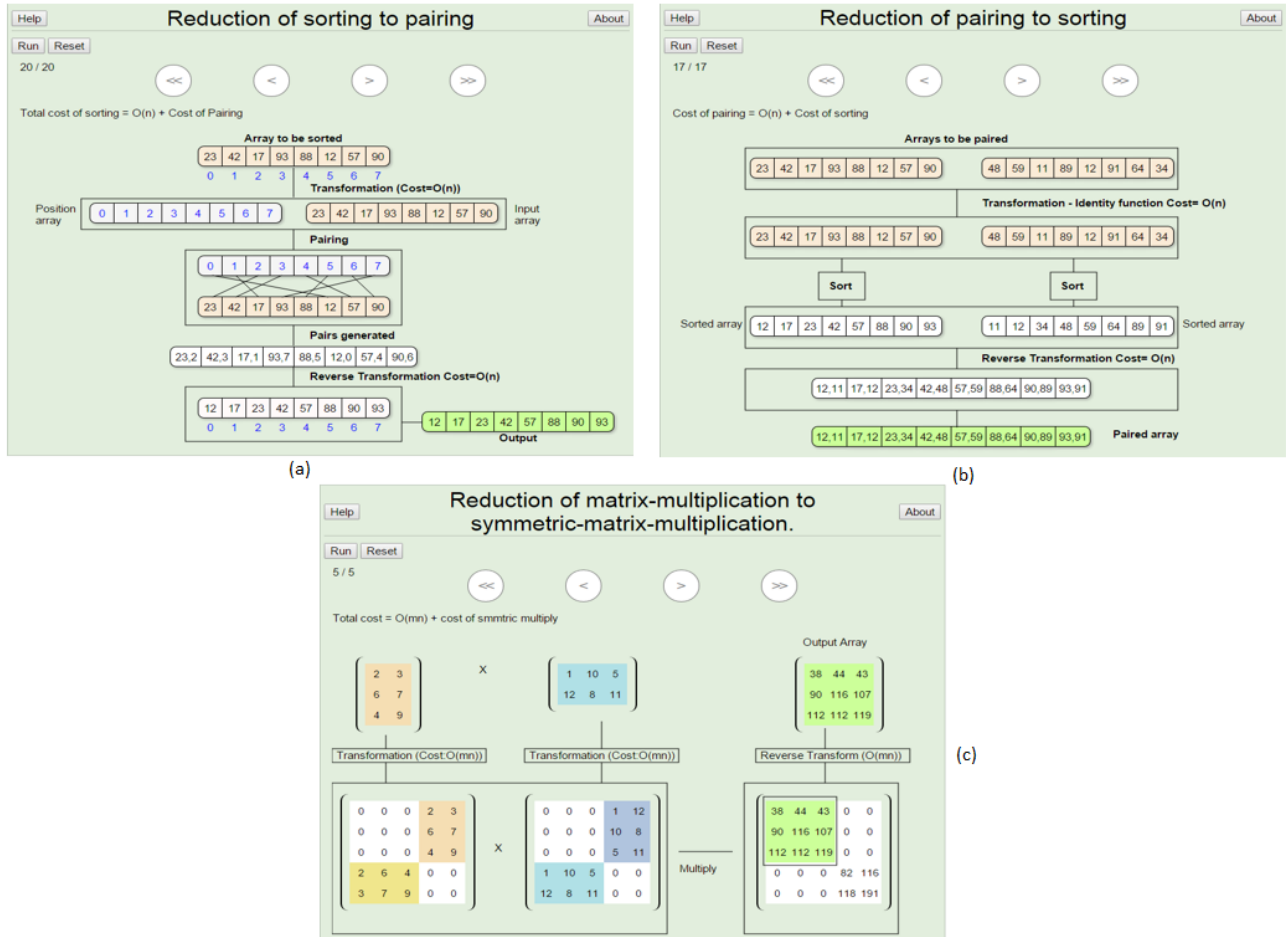 Reduction of sorting to pairing
Help
About
Run Reset
20 / 20
<< < > >>
Total cost of sorting = O(n) + Cost of Pairing
Array to be sorted
23 42 17 93 88 12 57 90
0 1 2 3 4 5 6 7
Transformation (Cost=O(n))
Position array
0 1 2 3 4 5 6 7
23 42 17 93 88 12 57 90
Input array
Pairing
0 1 2 3 4 5 6 7
23 42 17 93 88 12 57 90
Pairs generated
23,2 42,3 17,1 93,7 88,5 12,0 57,4 90,6
Reverse Transformation Cost=O(n)
12 17 23 42 57 88 90 93
0 1 2 3 4 5 6 7
12 17 23 42 57 88 90 93
Output
(a)
Reduction of pairing to sorting
Help
About
Run Reset
17 / 17
<< < > >>
Cost of pairing = O(n) + Cost of sorting
Arrays to be paired
23 42 17 93 88 12 57 90
48 59 11 89 12 91 64 34
Transformation - Identity function Cost= O(n)
23 42 17 93 88 12 57 90
48 59 11 89 12 91 64 34
Sort
Sort
Sorted array
12 17 23 42 57 88 90 93
11 12 34 48 59 64 89 91
Sorted array
Reverse Transformation Cost= O(n)
12,11 17,12 23,34 42,48 57,59 88,64 90,89 93,91
12,11 17,12 23,34 42,48 57,59 88,64 90,89 93,91
Paired array
(b)
Reduction of matrix-multiplication to
symmetric-matrix-multiplication.
Help
About
Run Reset
5 / 5
<< < > >>
Total cost = O(mn) + cost of smmtric multiply
Output Array
2 3
6 7
4 9
X
1 10 5
12 8 11
38 44 43
90 116 107
112 112 119
Transformation (Cost:O(mn))
Transformation (Cost:O(mn))
Reverse Transform (O(mn))
0 0 0 2 3
0 0 0 6 7
0 0 0 4 9
2 6 4 0 0
3 7 9 0 0
X
0 0 0 1 12
0 0 0 10 8
0 0 0 5 11
1 10 5 0 0
12 8 11 0 0
Multiply
38 44 43 0 0
90 116 107 0 0
112 112 119 0 0
0 0 0 82 116
0 0 0 118 191
(c)